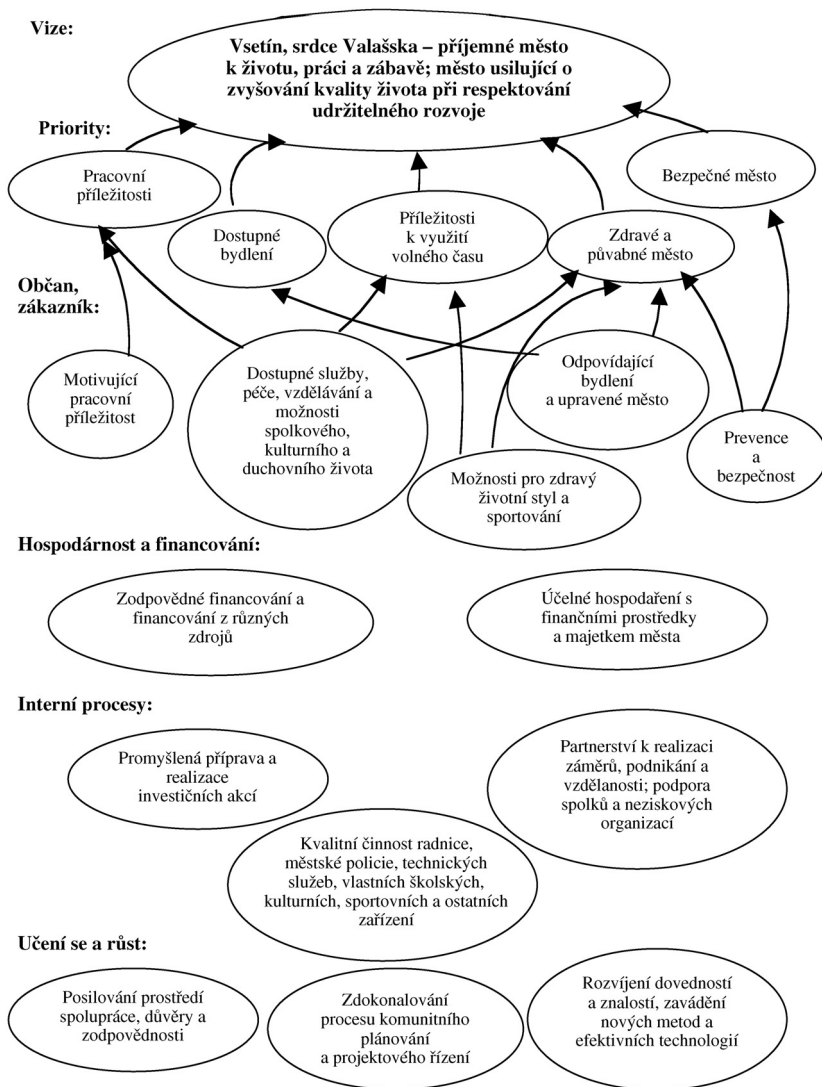 Vize:
Vsetín, srdce Valašska – příjemné město
k životu, práci a zábavě; město usilující o
zvyšování kvality života při respektování
udržitelného rozvoje
Priority:
Pracovní
příležitosti
Dostupné
bydlení
Příležitosti
k využití
volného času
Zdravé a
půvabné město
Bezpečné město
Občan,
zákazník:
Motivující
pracovní
příležitost
Dostupné služby,
péče, vzdělávání a
možnosti
spolkového,
kulturního a
duchovního života
Možnosti pro zdravý
životní styl a
sportování
Odpovídající
bydlení
a upravené město
Prevence
a
bezpečnost
Hospodárnost a financování:
Zodpovědné financování a
financování z různých
zdrojů
Účelné hospodaření s
finančními prostředky
a majetkem města
Interní procesy:
Promyšlená příprava a
realizace
investičních akcí
Kvalitní činnost radnice,
městské policie, technických
služeb, vlastních školských,
kulturních, sportovních a ostatních
zařízení
Partnerství k realizaci
záměrů, podnikání a
vzdělanosti; podpora
spolků a neziskových
organizací
Učení se a růst:
Posilování prostředí
spolupráce, důvěry a
zodpovědnosti
Zdokonalování
procesu komunitního
plánování
a projektového řízení
Rozvíjení dovedností
a znalostí, zavádění
nových metod a
efektivních technologií